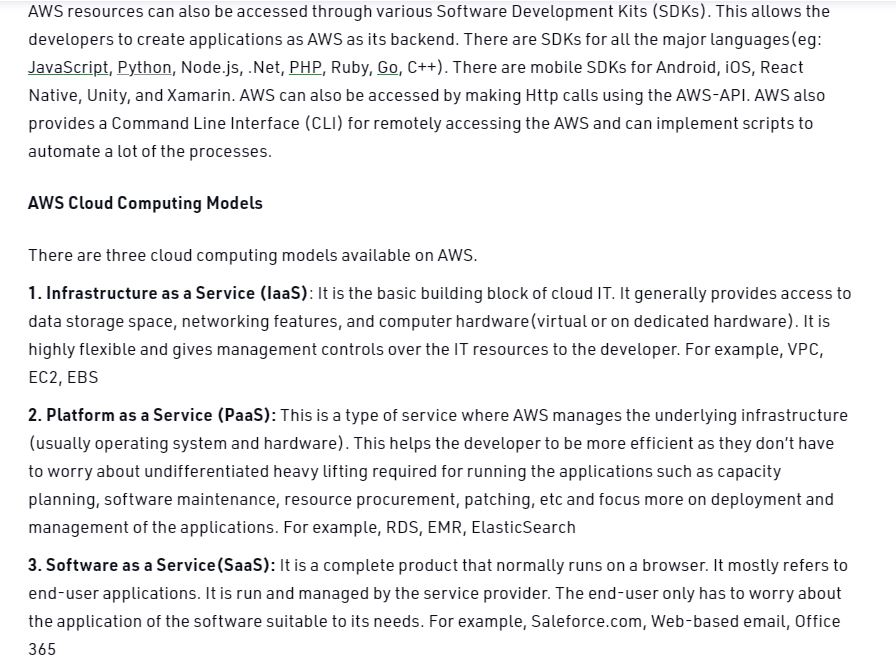 AWS resources can also be accessed through various Software Development Kits (SDKs). This allows the
developers to create applications as AWS as its backend. There are SDKs for all the major languages(eg:
JavaScript, Python, Node.js, .Net, PHP, Ruby, Go, C++). There are mobile SDKs for Android, iOS, React
Native, Unity, and Xamarin. AWS can also be accessed by making Http calls using the AWS-API. AWS also
provides a Command Line Interface (CLI) for remotely accessing the AWS and can implement scripts to
automate a lot of the processes.
AWS Cloud Computing Models
There are three cloud computing models available on AWS.
1. Infrastructure as a Service (IaaS): It is the basic building block of cloud IT. It generally provides access to
data storage space, networking features, and computer hardware(virtual or on dedicated hardware). It is
highly flexible and gives management controls over the IT resources to the developer. For example, VPC,
EC2, EBS
2. Platform as a Service (PaaS): This is a type of service where AWS manages the underlying infrastructure
(usually operating system and hardware). This helps the developer to be more efficient as they don't have
to worry about undifferentiated heavy lifting required for running the applications such as capacity
planning, software maintenance, resource procurement, patching, etc and focus more on deployment and
management of the applications. For example, RDS, EMR, ElasticSearch
3. Software as a Service(SaaS): It is a complete product that normally runs on a browser. It mostly refers to
end-user applications. It is run and managed by the service provider. The end-user only has to worry about
the application of the software suitable to its needs. For example, Saleforce.com, Web-based email, Office
365